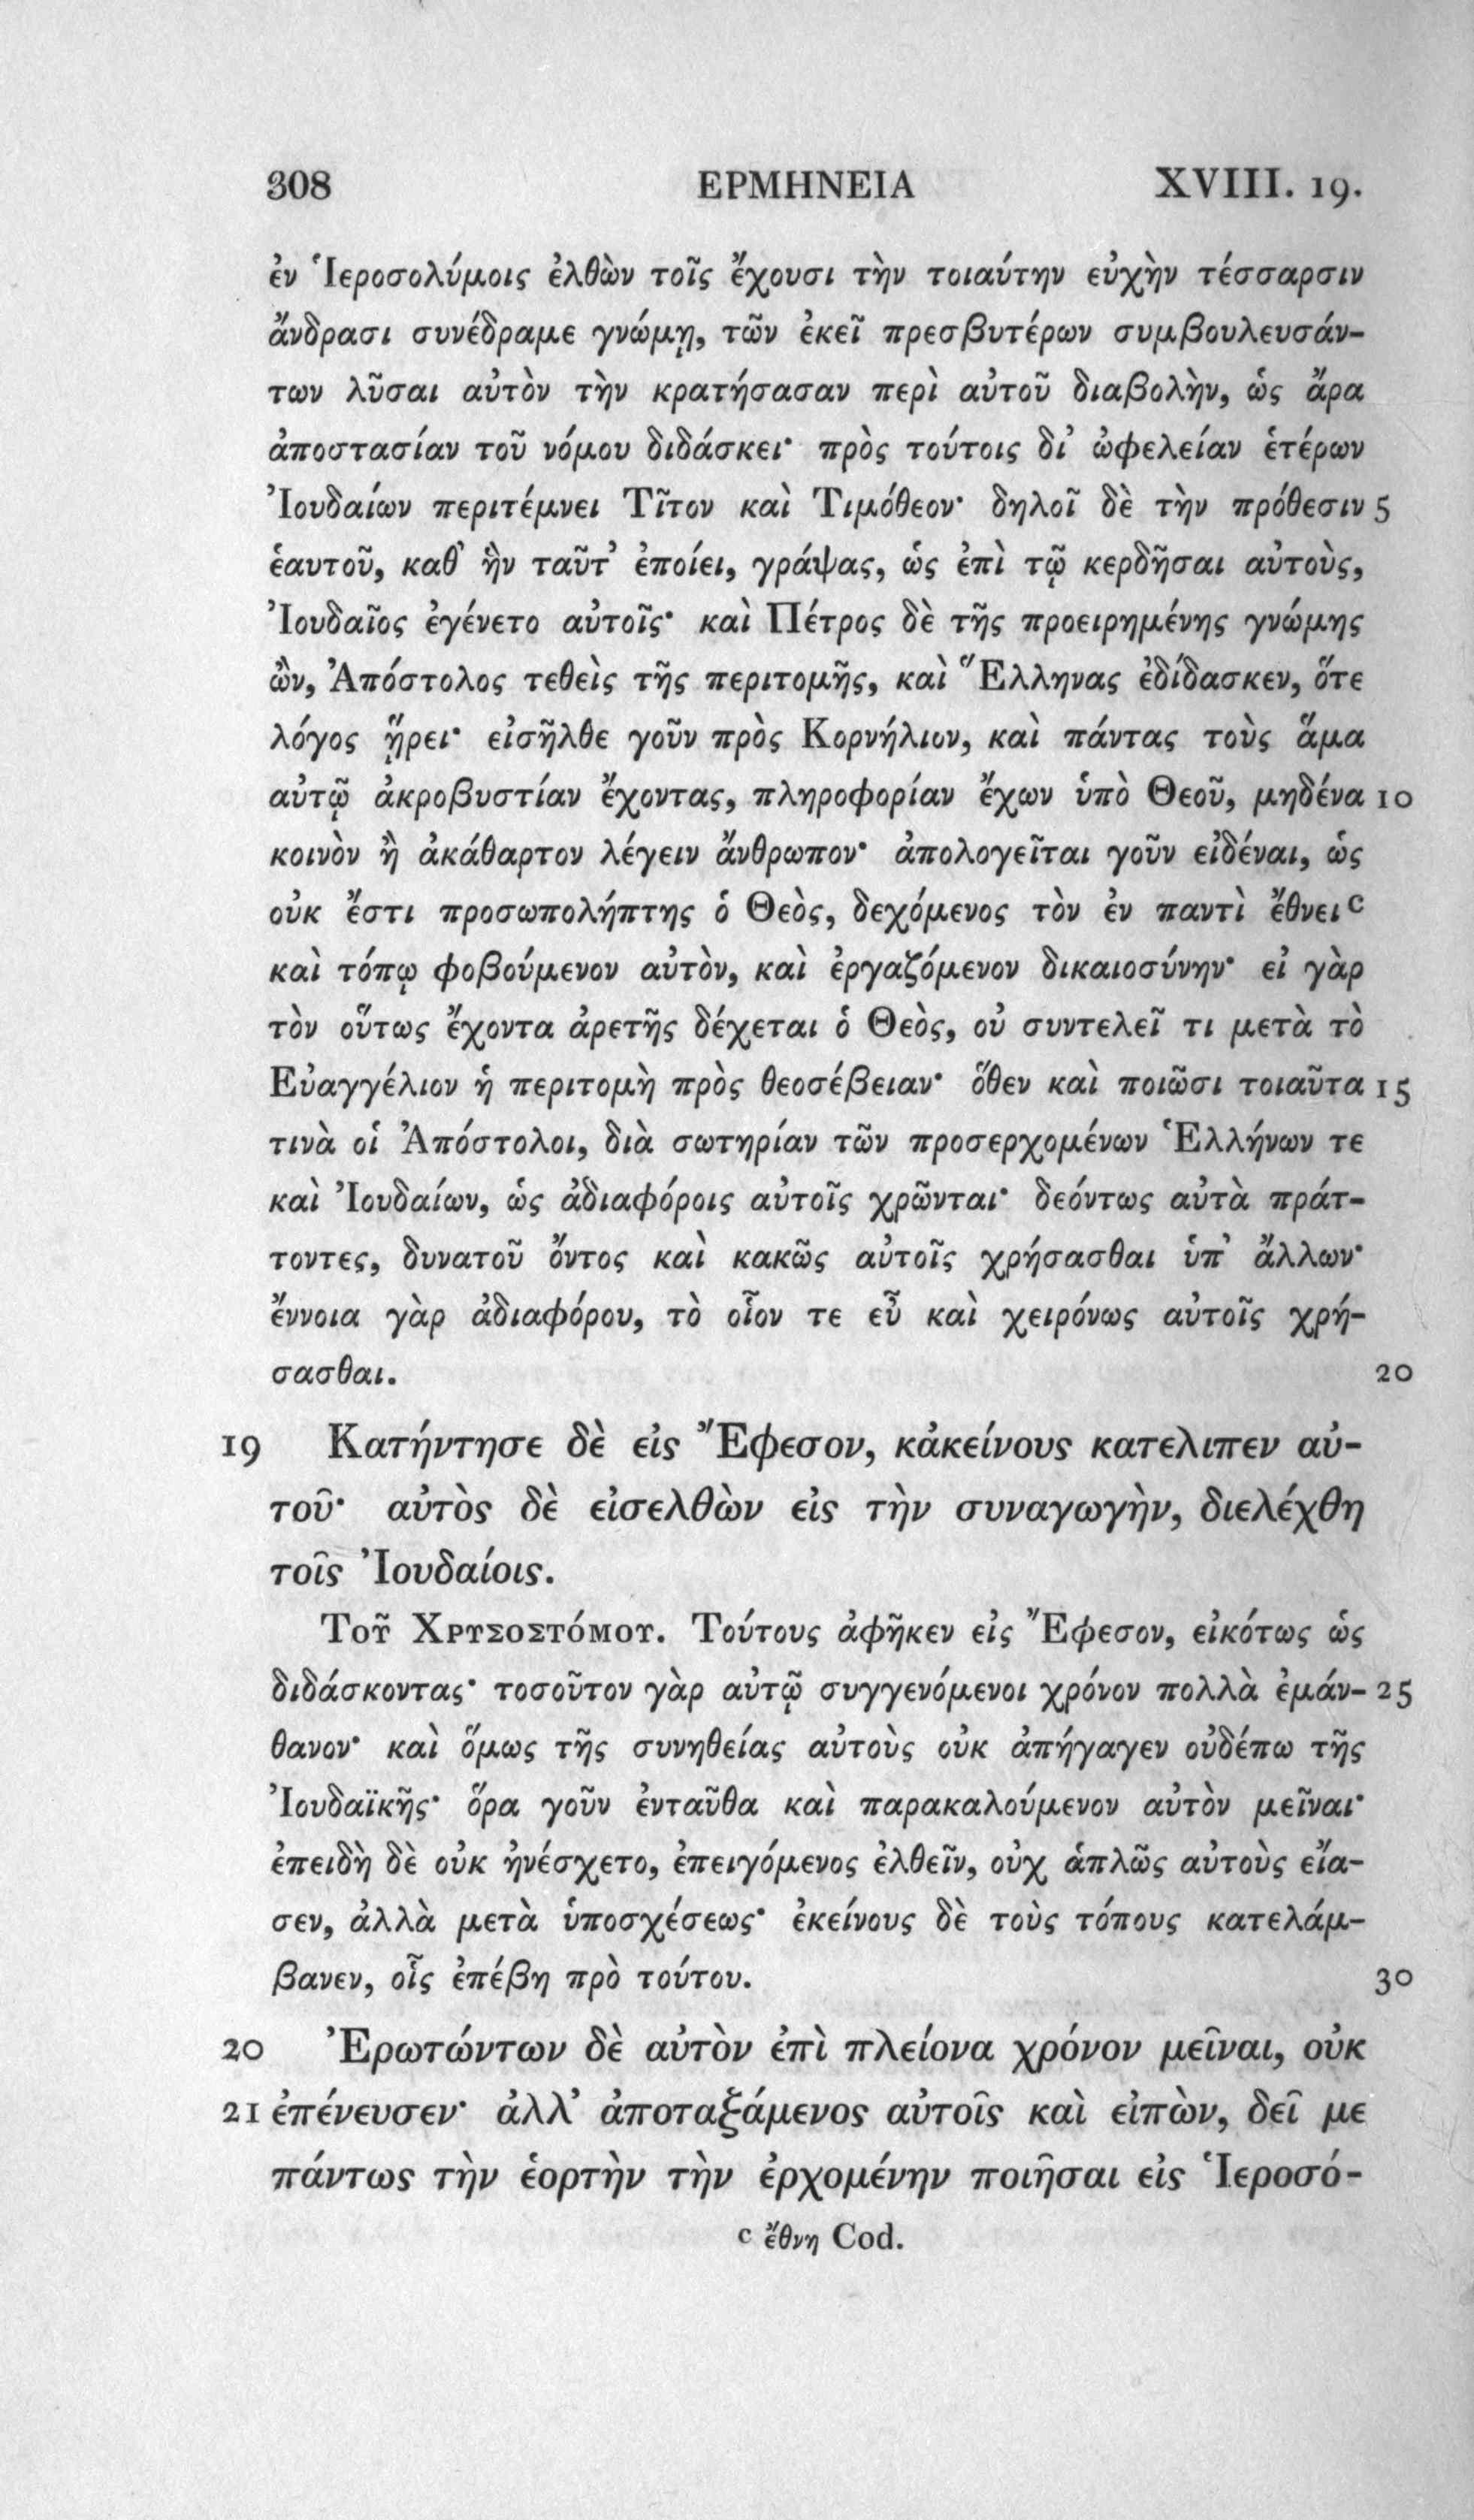 308 ΕΡΜΗΝΕΙΑ XVIII. 19.
ἐν Ἱεροσολύμοις ἐλθὼν τοῖς ἔχουσι τὴν τοιαύτην εὐχὴν τέσσαρσιν
ἄνδρασι συνέδραμε γνώμῃ, τῶν ἐκεῖ πρεσβυτέρων συμβουλευσάν-
των λῦσαι αὐτὸν τὴν κρατήσασαν περὶ αὐτοῦ διαβολὴν, ὡς ἄρα
ἀποστασίαν τοῦ νόμου διδάσκει· πρὸς τούτοις δι’ ὠφελείαν ἑτέρων
Ἰουδαίων περιτέμνει Τῖτον καὶ Τιμόθεον· δηλοῖ δὲ τὴν πρόθεσιν 5
ἑαυτοῦ, καθ’ ἣν ταῦτ’ ἐποίει, γράψας, ὡς ἐπὶ τῷ κερδῆσαι αὐτοὺς,
Ἰουδαῖος ἐγένετο αὐτοῖς· καὶ Πέτρος δὲ τῆς προειρημένης γνώμης
ὢν, Ἀπόστολος τεθεὶς τῆς περιτομῆς, καὶ Ἕλληνας ἐδίδασκεν, ὅτε
λόγος ᾕρει· εἰσῆλθε γοῦν πρὸς Κορνήλιον, καὶ πάντας τοὺς ἅμα
αὐτῷ ἀκροβυστίαν ἔχοντας, πληροφορίαν ἔχων ὑπὸ Θεοῦ, μηδένα 10
κοινὸν ἢ ἀκάθαρτον λέγειν ἄνθρωπον· ἀπολογεῖται γοῦν εἰδέναι, ὡς
οὐκ ἔστι προσωπολήπτης ὁ Θεὸς, δεχόμενος τὸν ἐν παντὶ ἔθνει c
καὶ τόπῳ φοβούμενον αὐτὸν, καὶ ἐργαζόμενον δικαιοσύνην· εἰ γὰρ
τὸν οὕτως ἔχοντα ἀρετῆς δέχεται ὁ Θεὸς, οὐ συντελεῖ τι μετὰ τὸ
Εὐαγγέλιον ἡ περιτομὴ πρὸς θεοσέβειαν· ὅθεν καὶ ποιῶσι τοιαῦτα 15
τινὰ οἱ Ἀπόστολοι, διὰ σωτηρίαν τῶν προσερχομένων Ἑλλήνων τε
καὶ Ἰουδαίων, ὡς ἀδιαφόροις αὐτοῖς χρῶνται· δεόντως αὐτὰ πράτ-
τοντες, δυνατοῦ ὄντος καὶ κακῶς αὐτοῖς χρήσασθαι ὑπ’ ἄλλων·
ἔννοια γὰρ ἀδιαφόρου, τὸ οἷον τε εὖ καὶ χειρόνως αὐτοῖς χρή-
σασθαι. 20
19 Κατήντησε δὲ εἰς Ἔφεσον, κἀκείνους κατελιπεν αὐ-
τοῦ· αὐτὸς δὲ εἰσελθὼν εἰς τὴν συναγωγὴν, διελέχθη
τοῖς Ἰουδαίοις.
Τοῦ Χρυσοστόμου. Τούτους ἀφῆκεν εἰς Ἔφεσον, εἰκότως ὡς
διδάσκοντας· τοσοῦτον γὰρ αὐτῷ συγγενόμενοι χρόνον πολλὰ ἐμάν- 25
θανον· καὶ ὅμως τῆς συνηθείας αὐτοὺς οὐκ ἀπήγαγεν οὐδέπω τῆς
Ἰουδαϊκῆς· ὅρα γοῦν ἐνταῦθα καὶ παρακαλούμενον αὐτὸν μεῖναι·
ἐπειδὴ δὲ οὐκ ἠνέσχετο, ἐπειγόμενος ἐλθεῖν, οὐχ ἁπλῶς αὐτοὺς εἴα-
σεν, ἀλλὰ μετὰ ὑποσχέσεως· ἐκείνους δὲ τοὺς τόπους κατελάμ-
βανεν, οἷς ἐπέβη πρὸ τούτου. 30
20 Ἐρωτώντων δὲ αὐτὸν ἐπὶ πλείονα χρόνον μεῖναι, οὐκ
21 ἐπένευσεν· ἀλλ’ ἀποταξάμενος αὐτοῖς καὶ εἰπὼν, δεῖ με
πάντως τὴν ἑορτὴν τὴν ἐρχομένην ποιῆσαι εἰς Ἱεροσό-
c ἔθνη Cod.